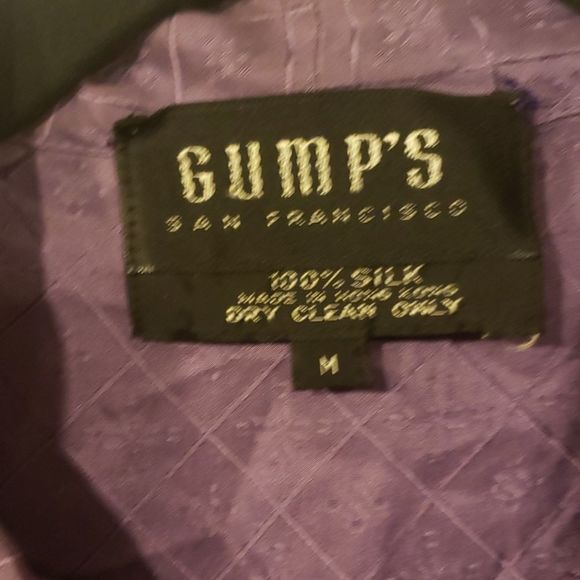 GUMP'S
SAN FRANCISCO
100% SILK
MADE IN HONG KONG
DRY CLEAN ONLY
M